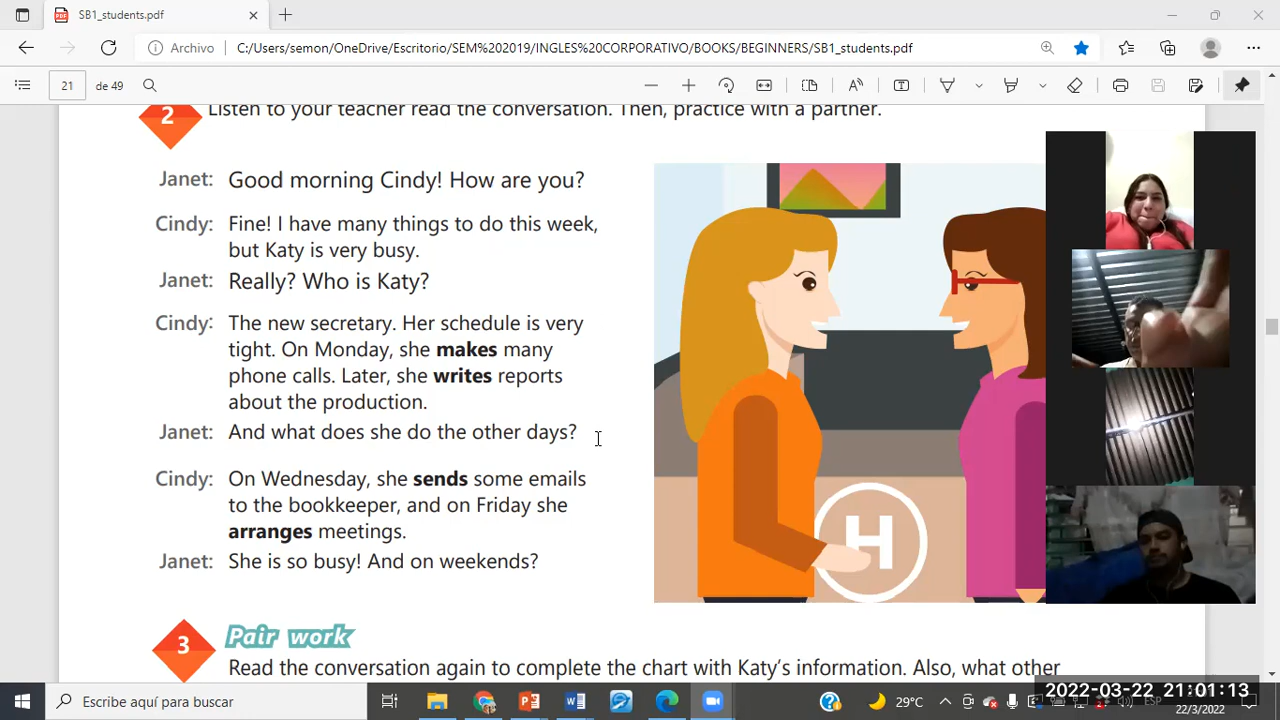 SB1_students.pdf
Archivo
C:/Users/semon/OneDrive/Escritorio/SEM%202019/INGLES%20CORPORATIVO/BOOKS/BEGINNERS/SB1_students.pdf
21 de 49
2 Listen to your teacher read the conversation. Then, practice with a partner.
Janet: Good morning Cindy! How are you?
Cindy: Fine! I have many things to do this week,
but Katy is very busy.
Janet: Really? Who is Katy?
Cindy: The new secretary. Her schedule is very
tight. On Monday, she makes many
phone calls. Later, she writes reports
about the production.
Janet: And what does she do the other days?
Cindy: On Wednesday, she sends some emails
to the bookkeeper, and on Friday she
arranges meetings.
Janet: She is so busy! And on weekends?
H
3 Pair work
Read the conversation again to complete the chart with Katy's information. Also, what other
Escribe aquí para buscar
29°C
ESP
2022-03-22 21:01:13
22/3/2022